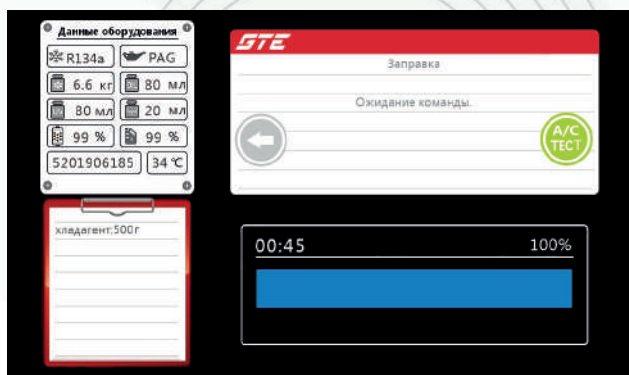 Данные оборудования
R134a PAG
6.6 кг 80 мл
80 мл 20 мл
99 % 99 %
5201906185 34 ℃
GTE
Заправка
Ожидание команды.
A/C
ТЕСТ
хладагент:500г
00:45 100%